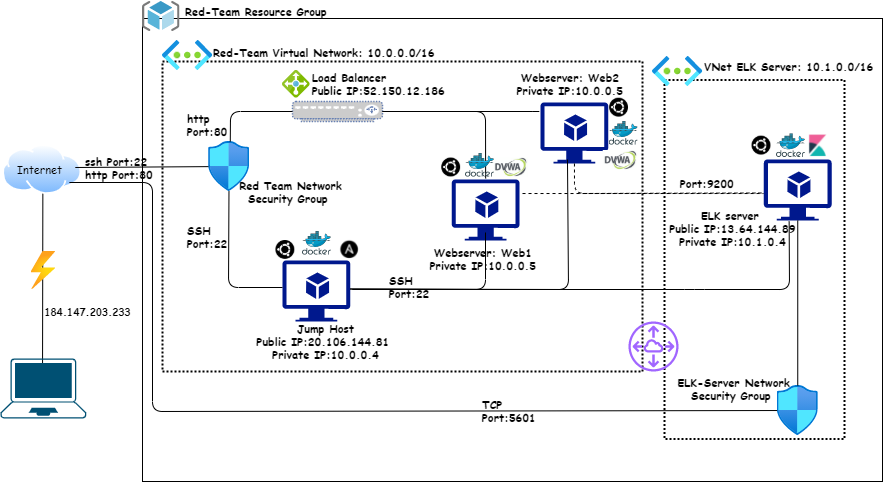 Red-Team Resource Group
Red-Team Virtual Network: 10.0.0.0/16
VNet ELK Server: 10.1.0.0/16
Load Balancer
Public IP:52.150.12.186
Webserver: Web2
Private IP:10.0.0.5
http
Port:80
docker
DVWA
Internet
ssh Port:22
http Port:80
Red Team Network
Security Group
docker
DVWA
Port:9200
docker
ELK server
Public IP:13.64.144.89
Private IP:10.1.0.4
SSH
Port:22
docker
A
Webserver: Web1
Private IP:10.0.0.5
SSH
Port:22
184.147.203.233
Jump Host
Public IP:20.106.144.81
Private IP:10.0.0.4
ELK-Server Network
Security Group
TCP
Port:5601